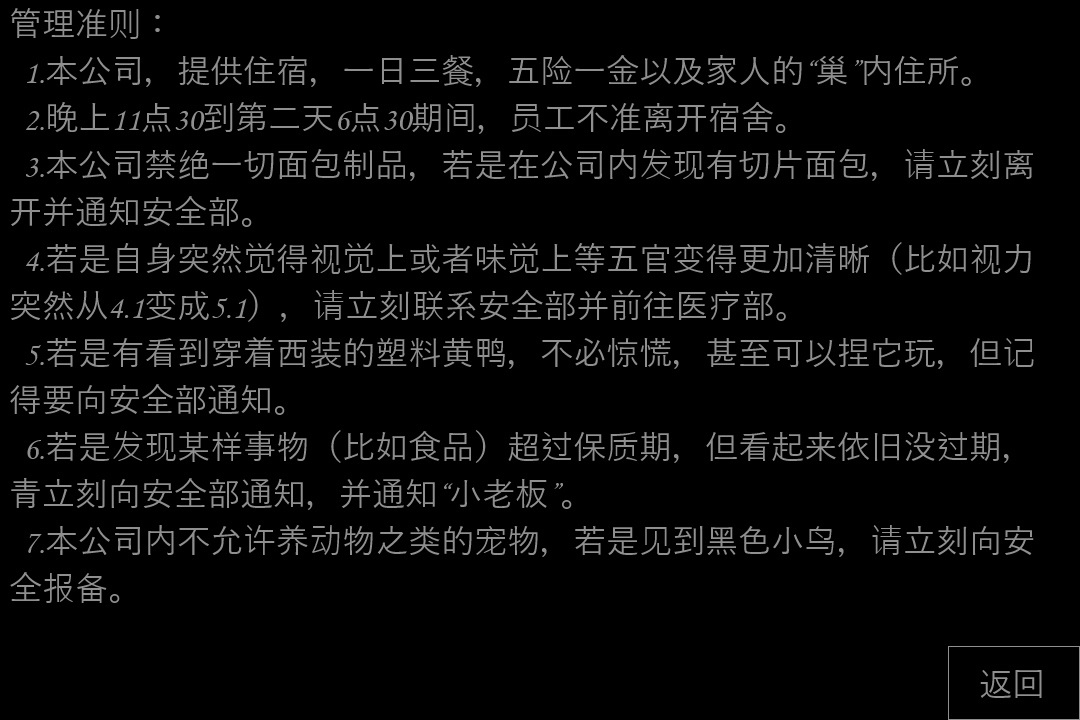 管理准则：
1.本公司，提供住宿，一日三餐，五险一金以及家人的“巢”内住所。
2.晚上11点30到第二天6点30期间，员工不准离开宿舍。
3.本公司禁绝一切面包制品，若是在公司内发现有切片面包，请立刻离
开并通知安全部。
4.若是自身突然觉得视觉上或者味觉上等五官变得更加清晰（比如视力
突然从4.1变成5.1），请立刻联系安全部并前往医疗部。
5.若是有看到穿着西装的塑料黄鸭，不必惊慌，甚至可以捏它玩，但记
得要向安全部通知。
6.若是发现某样事物（比如食品）超过保质期，但看起来依旧没过期，
青立刻向安全部通知，并通知“小老板”。
7.本公司内不允许养动物之类的宠物，若是见到黑色小鸟，请立刻向安
全报备。
返回